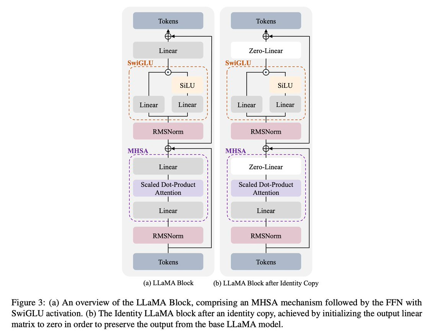 Tokens
Linear
SwiGLU
SiLU
Linear
Linear
RMSNorm
MHSA
Linear
Scaled Dot-Product
Attention
Linear
RMSNorm
Tokens
(a) LLaMA Block
Tokens
Zero-Linear
SwiGLU
SiLU
Linear
Linear
RMSNorm
MHSA
Zero-Linear
Scaled Dot-Product
Attention
Linear
RMSNorm
Tokens
(b) LLaMA Block after Identity Copy
Figure 3: (a) An overview of the LLaMA Block, comprising an MHSA mechanism followed by the FFN with
SwiGLU activation. (b) The Identity LLaMA block after an identity copy, achieved by initializing the output linear
matrix to zero in order to preserve the output from the base LLaMA model.